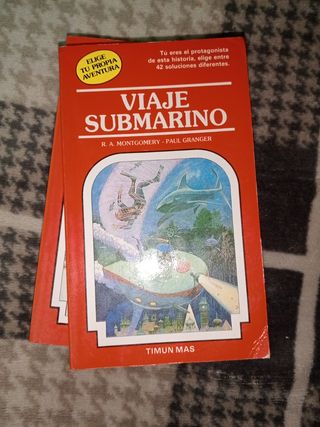 ELIGE
TU PROPIA
AVENTURA
Tú eres el protagonista
de esta historia, elige entre
42 soluciones diferentes.
VIAJE
SUBMARINO
R. A. MONTGOMERY - PAUL GRANGER
TIMUN MAS